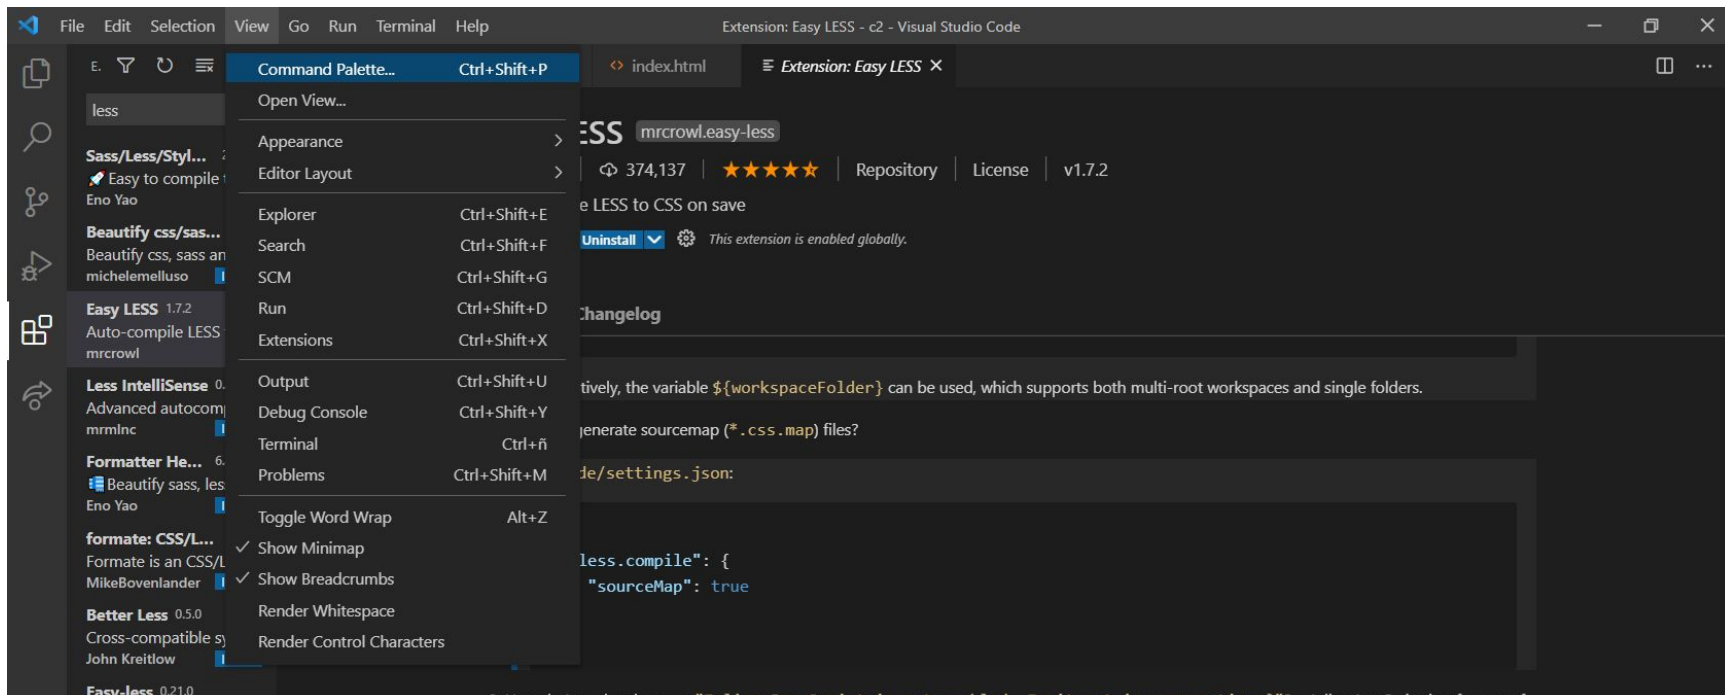 File Edit Selection View Go Run Terminal Help
Extension: Easy LESS - c2 - Visual Studio Code
E.
less
Sass/Less/Styl...
Easy to compile
Eno Yao
Beautify css/sas...
Beautify css, sass an
michelemelluso
Easy LESS 1.7.2
Auto-compile LESS
mrcrowl
Less IntelliSense 0.
Advanced autocom
mrmlnc
Formatter He... 6.
Beautify sass, les
Eno Yao
formate: CSS/L...
Formate is an CSS/L
MikeBovenlander
Better Less 0.5.0
Cross-compatible sy
John Kreitlow
Easy-less 0.21.0
Command Palette... Ctrl+Shift+P
Open View...
Appearance
Editor Layout
Explorer Ctrl+Shift+E
Search Ctrl+Shift+F
SCM Ctrl+Shift+G
Run Ctrl+Shift+D
Extensions Ctrl+Shift+X
Output Ctrl+Shift+U
Debug Console Ctrl+Shift+Y
Terminal Ctrl+ñ
Problems Ctrl+Shift+M
Toggle Word Wrap Alt+Z
Show Minimap
Show Breadcrumbs
Render Whitespace
Render Control Characters
index.html
Extension: Easy LESS
ESS mrcrowl.easy-less
374,137 Repository License v1.7.2
e LESS to CSS on save
Uninstall This extension is enabled globally.
Changelog
tively, the variable ${workspaceFolder} can be used, which supports both multi-root workspaces and single folders.
generate sourcemap (*.css.map) files?
de/settings.json:
less.compile": {
"sourceMap": true